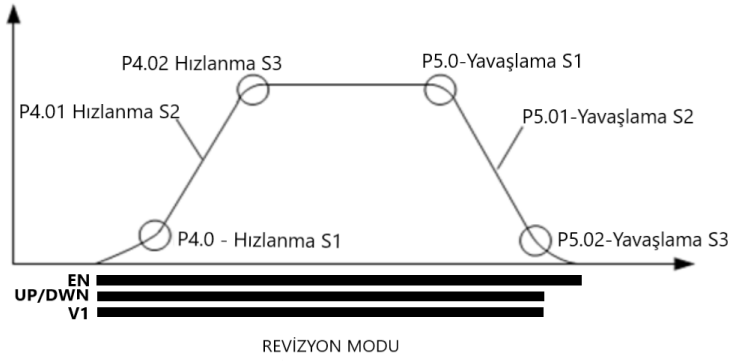 P4.02 Hızlanma S3
P5.0-Yavaşlama S1
P4.01 Hızlanma S2
P5.01-Yavaşlama S2
P4.0 - Hızlanma S1
P5.02-Yavaşlama S3
EN
UP/DWN
V1
REVİZYON MODU